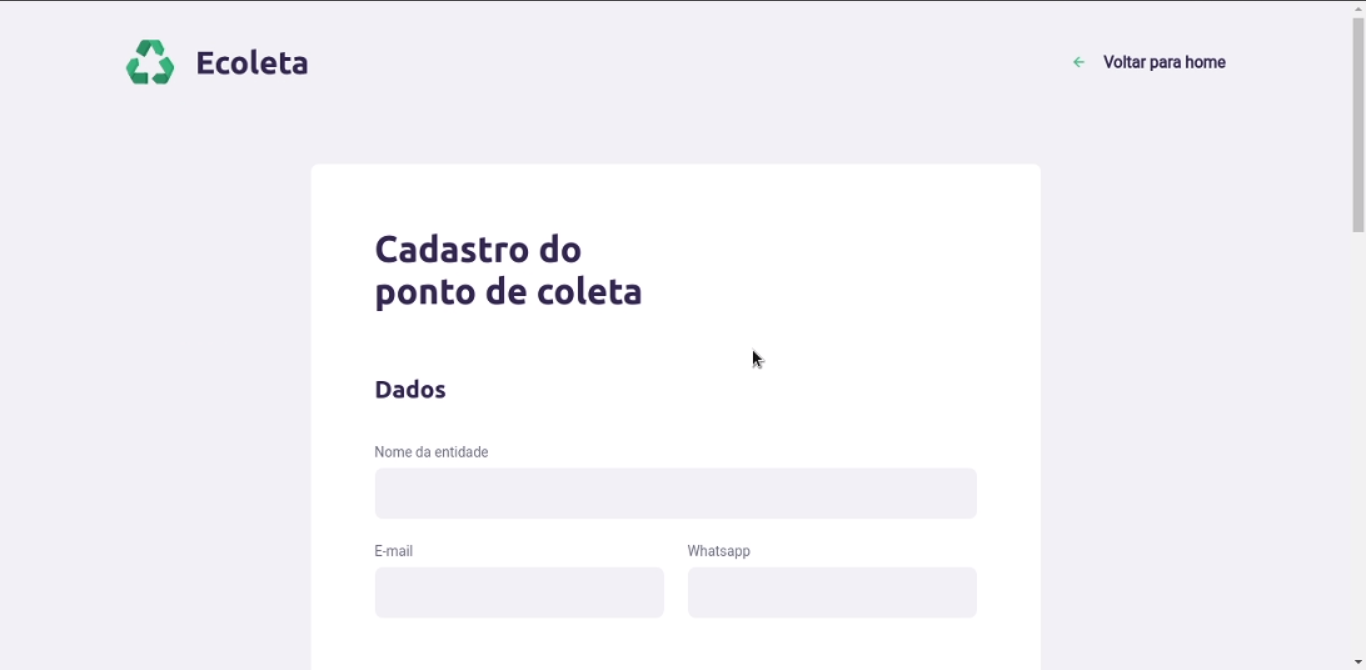 Ecoleta
Voltar para home
Cadastro do
ponto de coleta
Dados
Nome da entidade
E-mail
Whatsapp